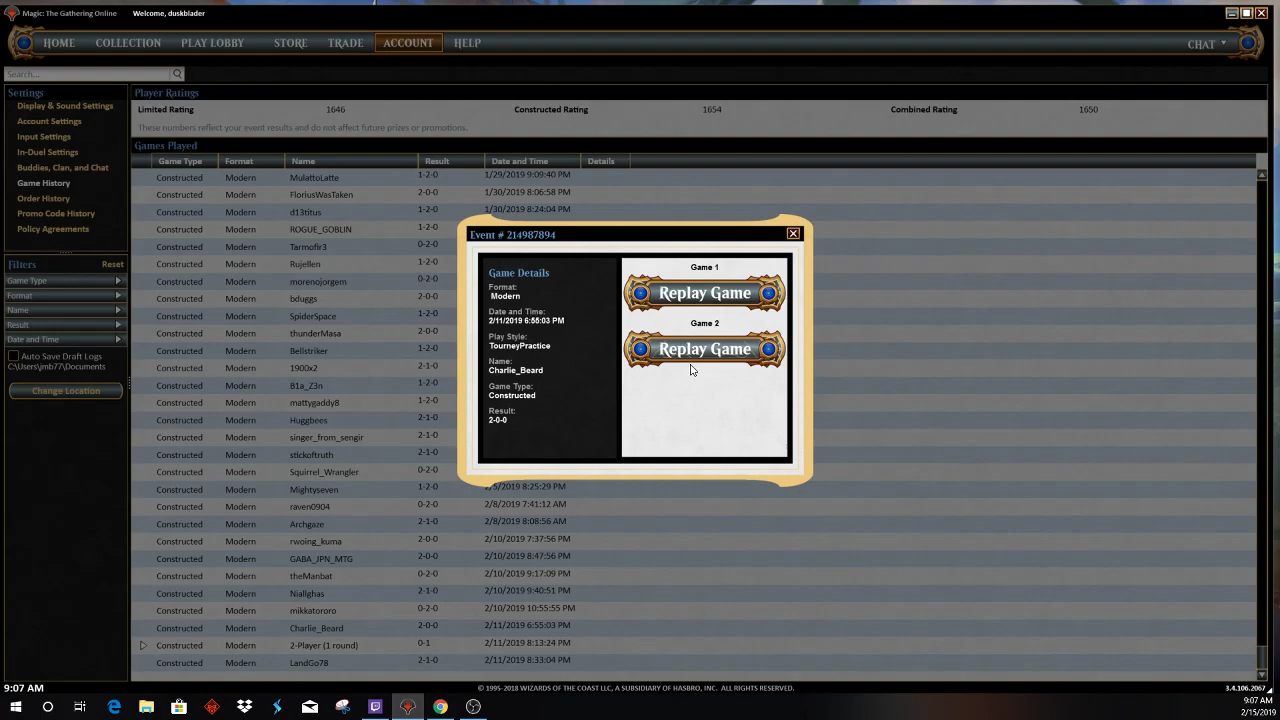 Magic: The Gathering Online Welcome, duskblader
HOME COLLECTION PLAY LOBBY STORE TRADE ACCOUNT HELP CHAT
Search...
Settings
Display & Sound Settings
Account Settings
Input Settings
In-Duel Settings
Buddies, Clan, and Chat
Game History
Order History
Promo Code History
Policy Agreements
Filters Reset
Game Type
Format
Name
Result
Date and Time
Auto Save Draft Logs
C:\Users\jmb77\Documents
Change Location
Player Ratings
Limited Rating 1646 Constructed Rating 1654 Combined Rating 1650
These numbers reflect your event results and do not affect future prizes or promotions.
Games Played
Game Type Format Name Result Date and Time Details
Constructed Modern MulattoLatte 1-2-0 1/29/2019 9:09:40 PM
Constructed Modern FloriusWasTaken 2-0-0 1/30/2019 8:06:58 PM
Constructed Modern d13titus 1-2-0 1/30/2019 8:24:04 PM
Constructed Modern ROGUE_GOBLIN 1-2-0
Constructed Modern Tarmofir3 0-2-0
Constructed Modern Rujellen 1-2-0
Constructed Modern morenojorgem 0-2-0
Constructed Modern bduggs 2-0-0
Constructed Modern SpiderSpace 1-2-0
Constructed Modern thunderMasa 2-0-0
Constructed Modern Bellstriker 1-2-0
Constructed Modern 1900x2 2-1-0
Constructed Modern 81a_Z3n 1-2-0
Constructed Modern mattygaddy8 1-2-0
Constructed Modern Huggbees 2-1-0
Constructed Modern singer_from_sengir 2-1-0
Constructed Modern stickoftruth 2-1-0
Constructed Modern Squirrel_Wrangler 0-2-0
Constructed Modern Mightyseven 1-2-0 2/5/2019 8:25:29 PM
Constructed Modern raven0904 0-2-0 2/8/2019 7:41:12 AM
Constructed Modern Archgaze 2-1-0 2/8/2019 8:08:56 AM
Constructed Modern rwoing_kuma 2-0-0 2/10/2019 7:37:56 PM
Constructed Modern GABA_JPN_MTG 2-0-0 2/10/2019 8:47:56 PM
Constructed Modern theManbat 0-2-0 2/10/2019 9:17:09 PM
Constructed Modern Niallghas 2-1-0 2/10/2019 9:40:51 PM
Constructed Modern mikkatororo 0-2-0 2/10/2019 10:55:55 PM
Constructed Modern Charlie_Beard 2-0-0 2/11/2019 6:55:03 PM
Constructed Modern 2-Player (1 round) 0-1 2/11/2019 8:13:24 PM
Constructed Modern LandGo78 2-1-0 2/11/2019 8:33:04 PM
Event # 214987894
Game Details
Format:
Modern
Date and Time:
2/11/2019 6:55:03 PM
Play Style:
TourneyPractice
Name:
Charlie_Beard
Game Type:
Constructed
Result:
2-0-0
Game 1
Replay Game
Game 2
Replay Game
9:07 AM © 1995-2018 WIZARDS OF THE COAST LLC, A SUBSIDIARY OF HASBRO, INC. ALL RIGHTS RESERVED. 3.4.106.2067
9:07 AM
2/15/2019